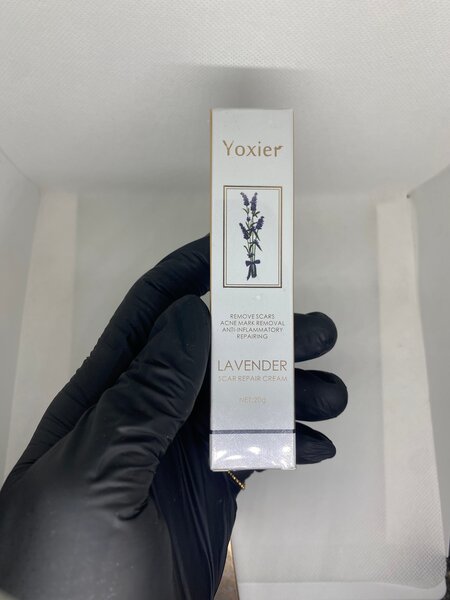 Yoxier
REMOVE SCARS
ACNE MARK REMOVAL
ANTI-INFLAMMATORY
REPAIRING
LAVENDER
SCAR REPAIR CREAM
NET:20g